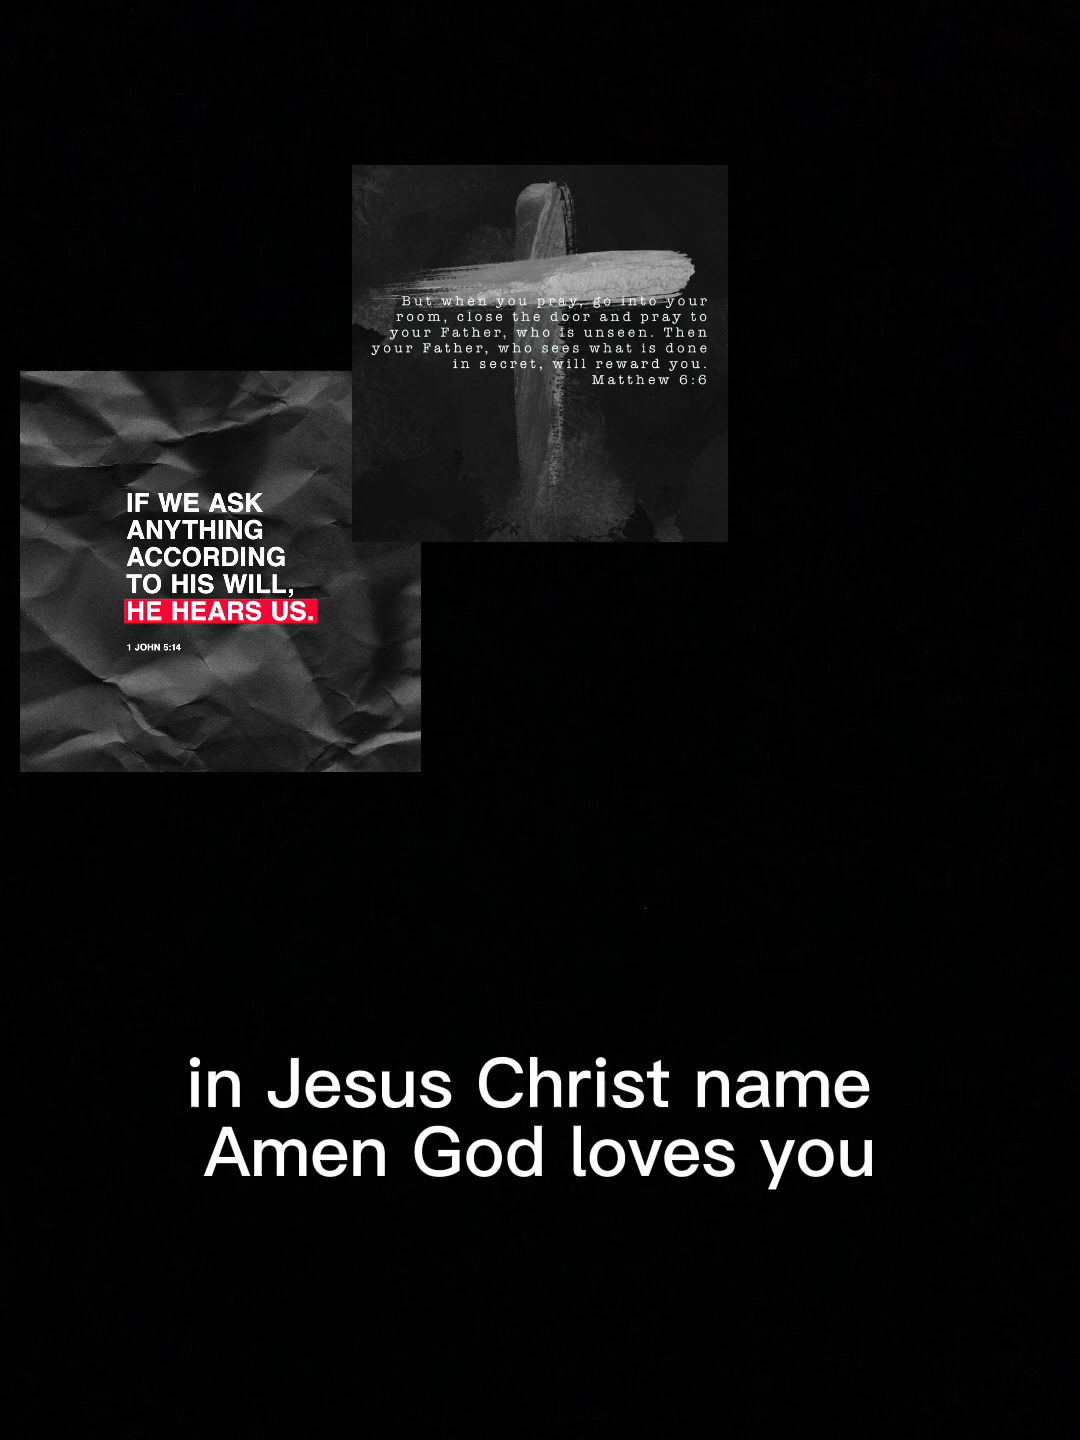 But when you pray, go into your
room, close the door and pray to
your Father, who is unseen. Then
your Father, who sees what is done
in secret, will reward you.
Matthew 6:6
IF WE ASK
ANYTHING
ACCORDING
TO HIS WILL,
HE HEARS US.
1 JOHN 5:14
in Jesus Christ name
Amen God loves you